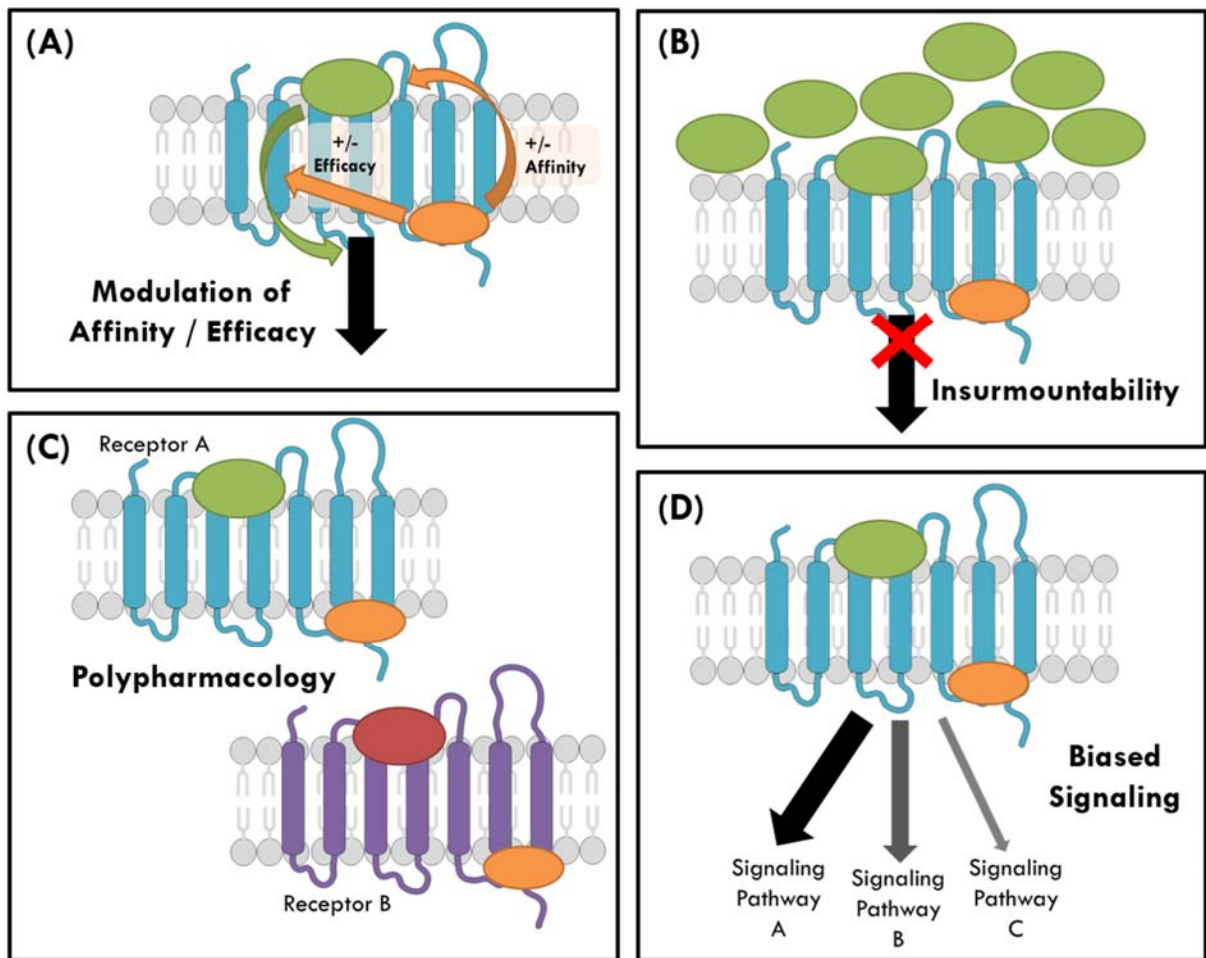 (A)
+/-
Efficacy
+/-
Affinity
Modulation of
Affinity / Efficacy
(B)
Insurmountability
(C)
Receptor A
Polypharmacology
Receptor B
(D)
Biased
Signaling
Signaling
Pathway
A
Signaling
Pathway
B
Signaling
Pathway
C